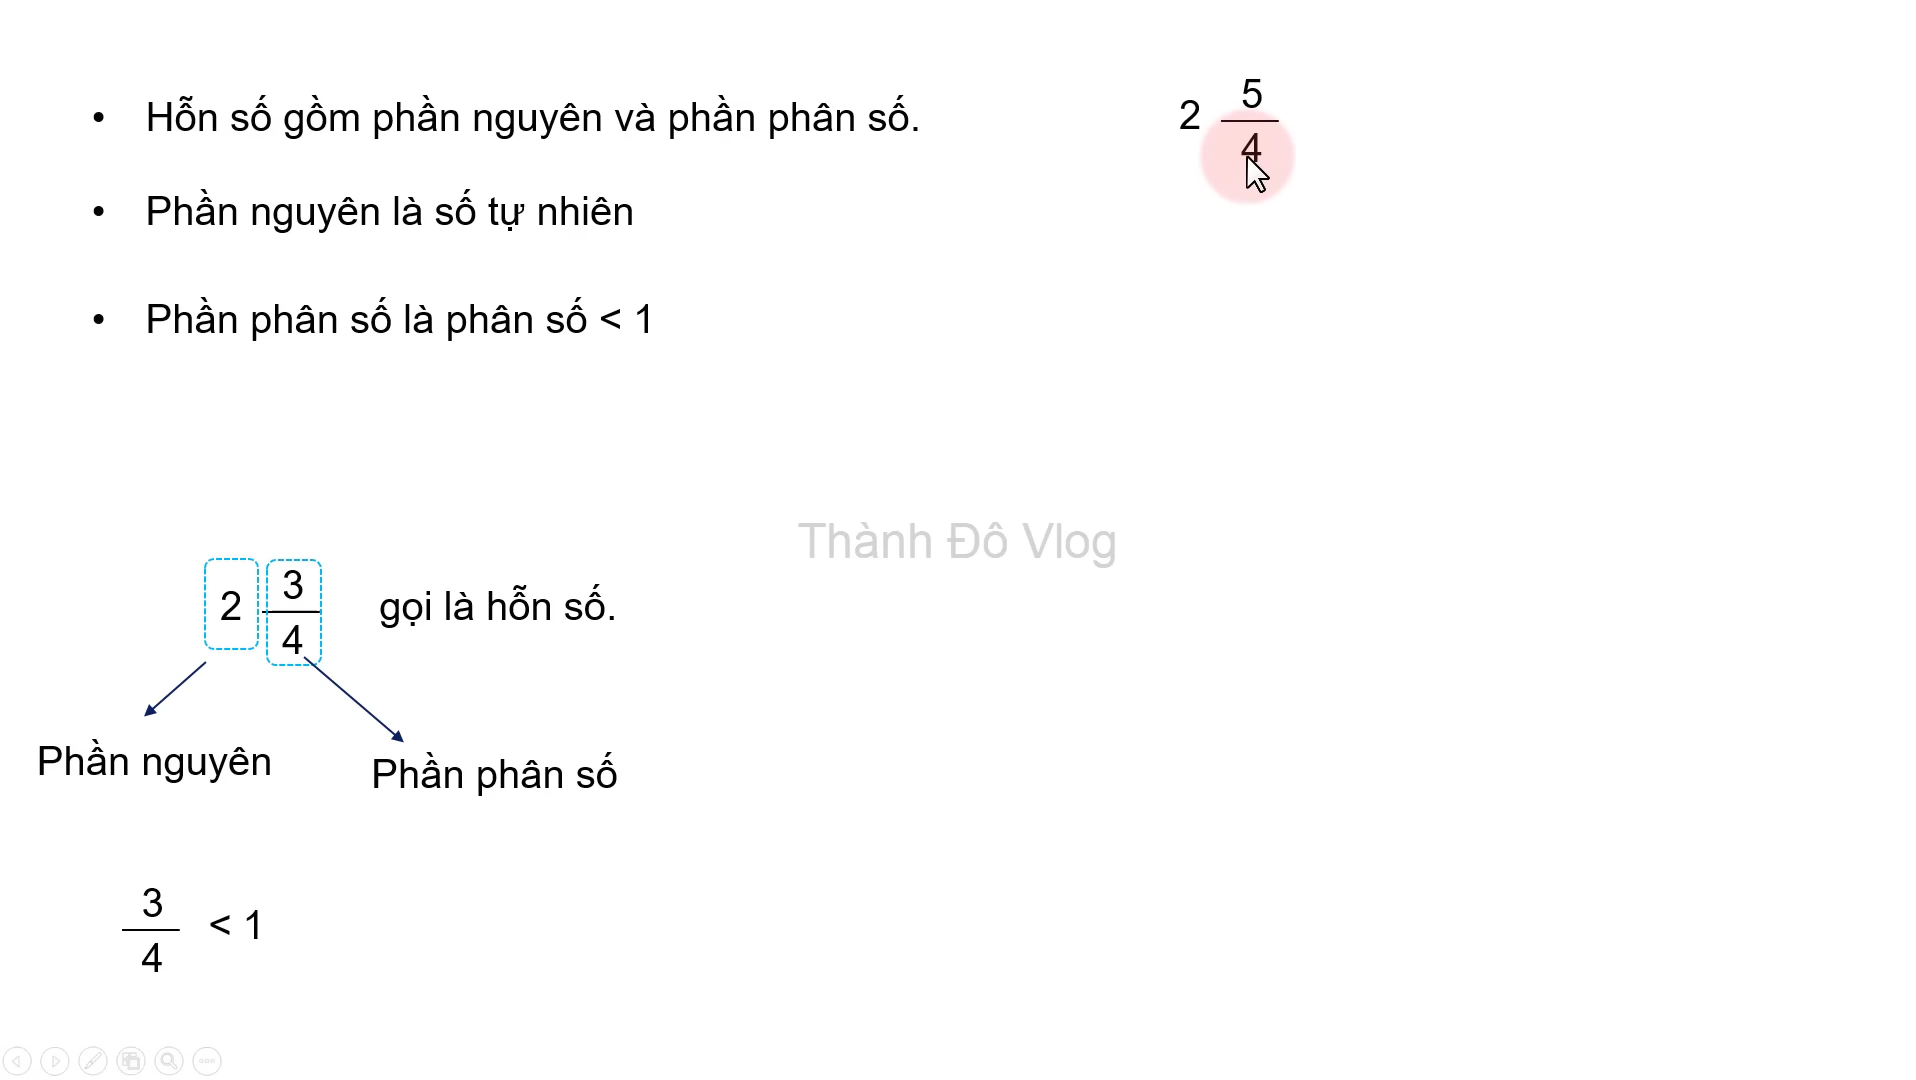 • Hỗn số gồm phần nguyên và phần phân số.
• Phần nguyên là số tự nhiên
• Phần phân số là phân số < 1
2 5/4
Thành Đô Vlog
2 3/4 gọi là hỗn số.
Phần nguyên
Phần phân số
3/4 < 1